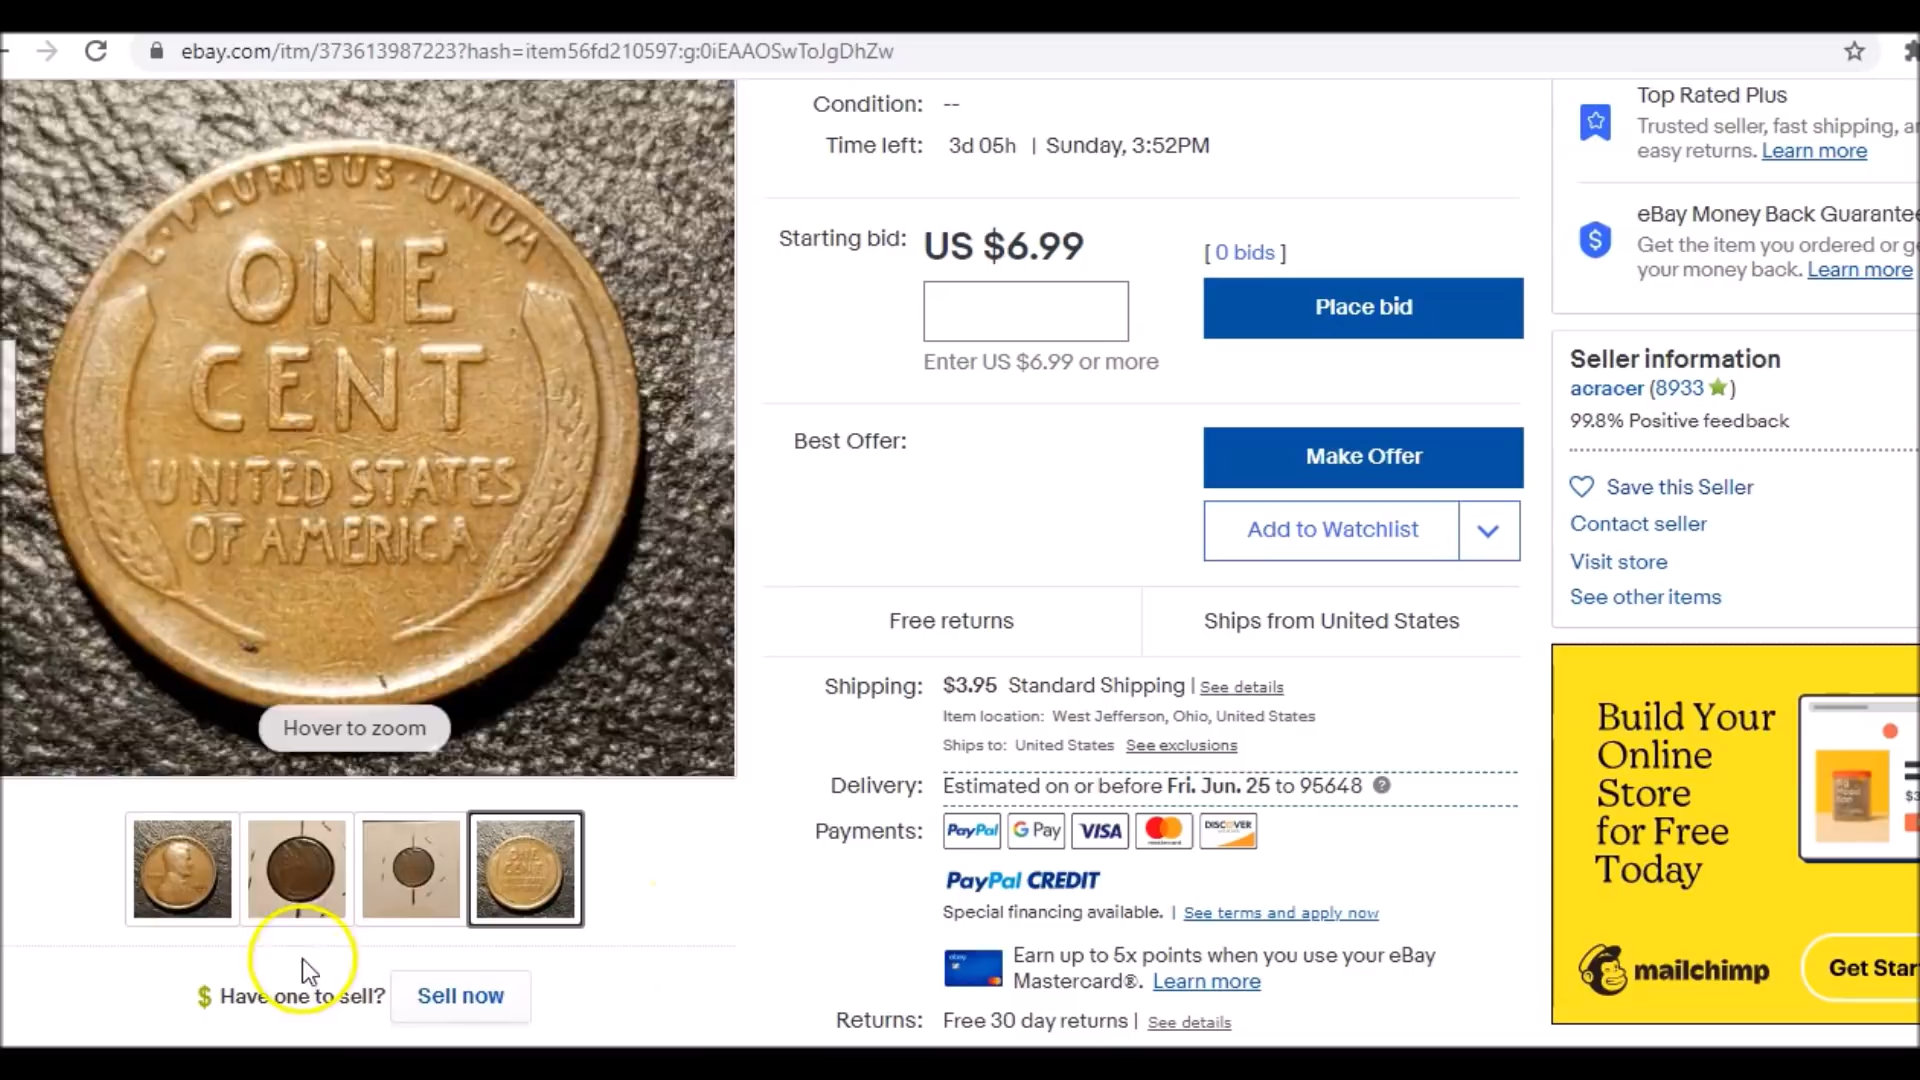 ebay.com/itm/373613987223?hash=item56fd210597:g:0iEAAOSwToJgDhZw
E·PLURIBUS·UNUM
ONE
CENT
UNITED STATES
OF AMERICA
Hover to zoom
$ Have one to sell? Sell now
Condition: --
Time left: 3d 05h | Sunday, 3:52PM
Starting bid: US $6.99 [ 0 bids ]
Place bid
Enter US $6.99 or more
Best Offer: Make Offer
Add to Watchlist
Free returns Ships from United States
Shipping: $3.95 Standard Shipping | See details
Item location: West Jefferson, Ohio, United States
Ships to: United States See exclusions
Delivery: Estimated on or before Fri. Jun. 25 to 95648 ?
Payments: PayPal G Pay VISA mastercard DISCOVER
PayPal CREDIT
Special financing available. | See terms and apply now
Earn up to 5x points when you use your eBay
Mastercard®. Learn more
Returns: Free 30 day returns | See details
Top Rated Plus
Trusted seller, fast shipping, a
easy returns. Learn more
eBay Money Back Guarantee
Get the item you ordered or g
your money back. Learn more
Seller information
acracer (8933 )
99.8% Positive feedback
Save this Seller
Contact seller
Visit store
See other items
Build Your
Online
Store
for Free
Today
mailchimp Get Star